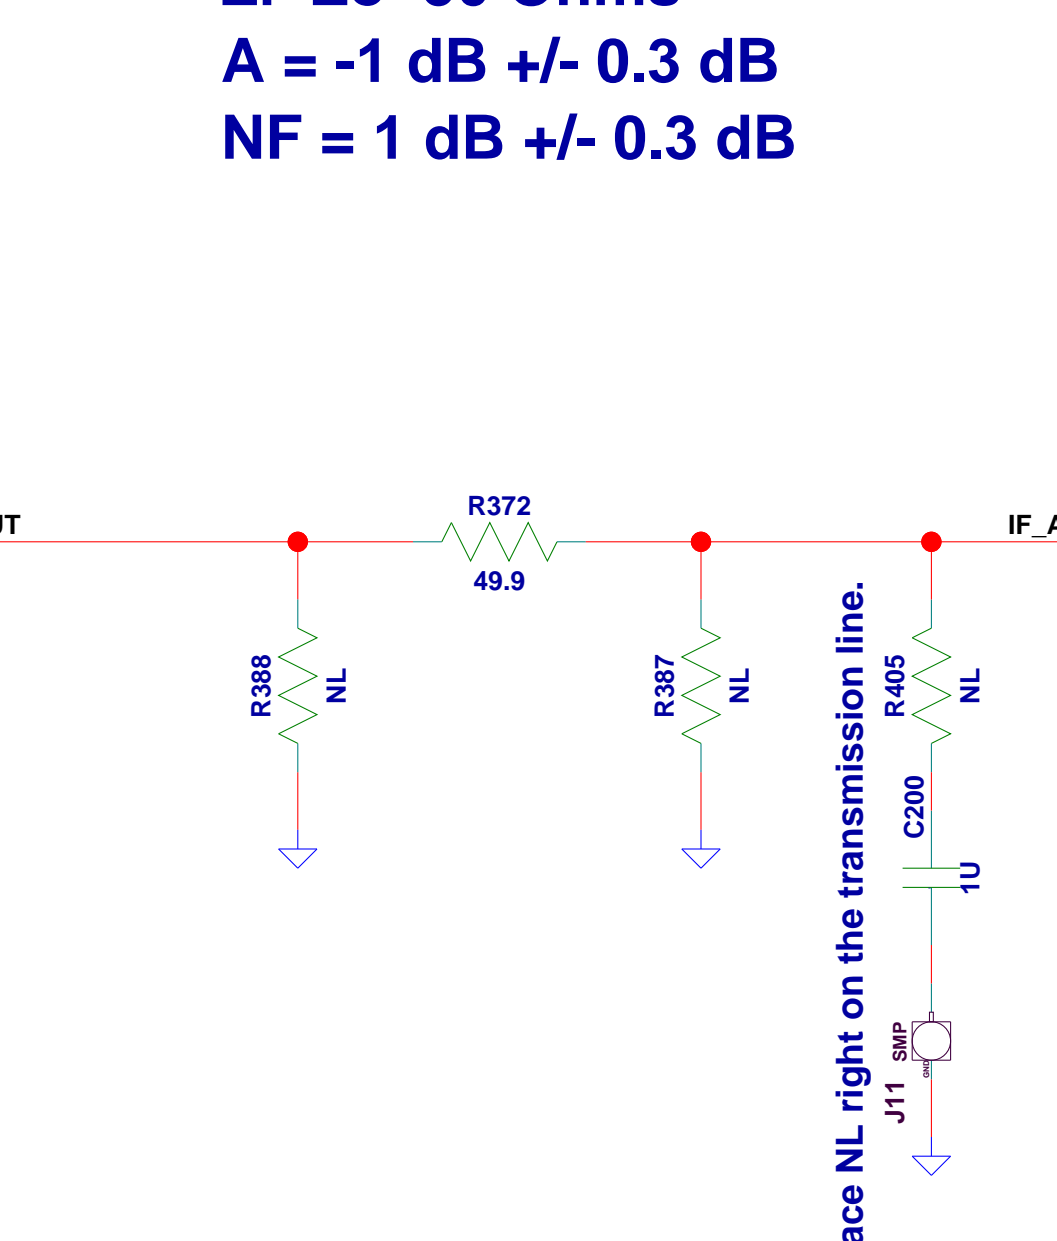 A = -1 dB +/- 0.3 dB
NF = 1 dB +/- 0.3 dB
R372
49.9
R388
NL
R387
NL
R405
NL
C200
1U
NL right on the transmission line.
SMP
GND
J11